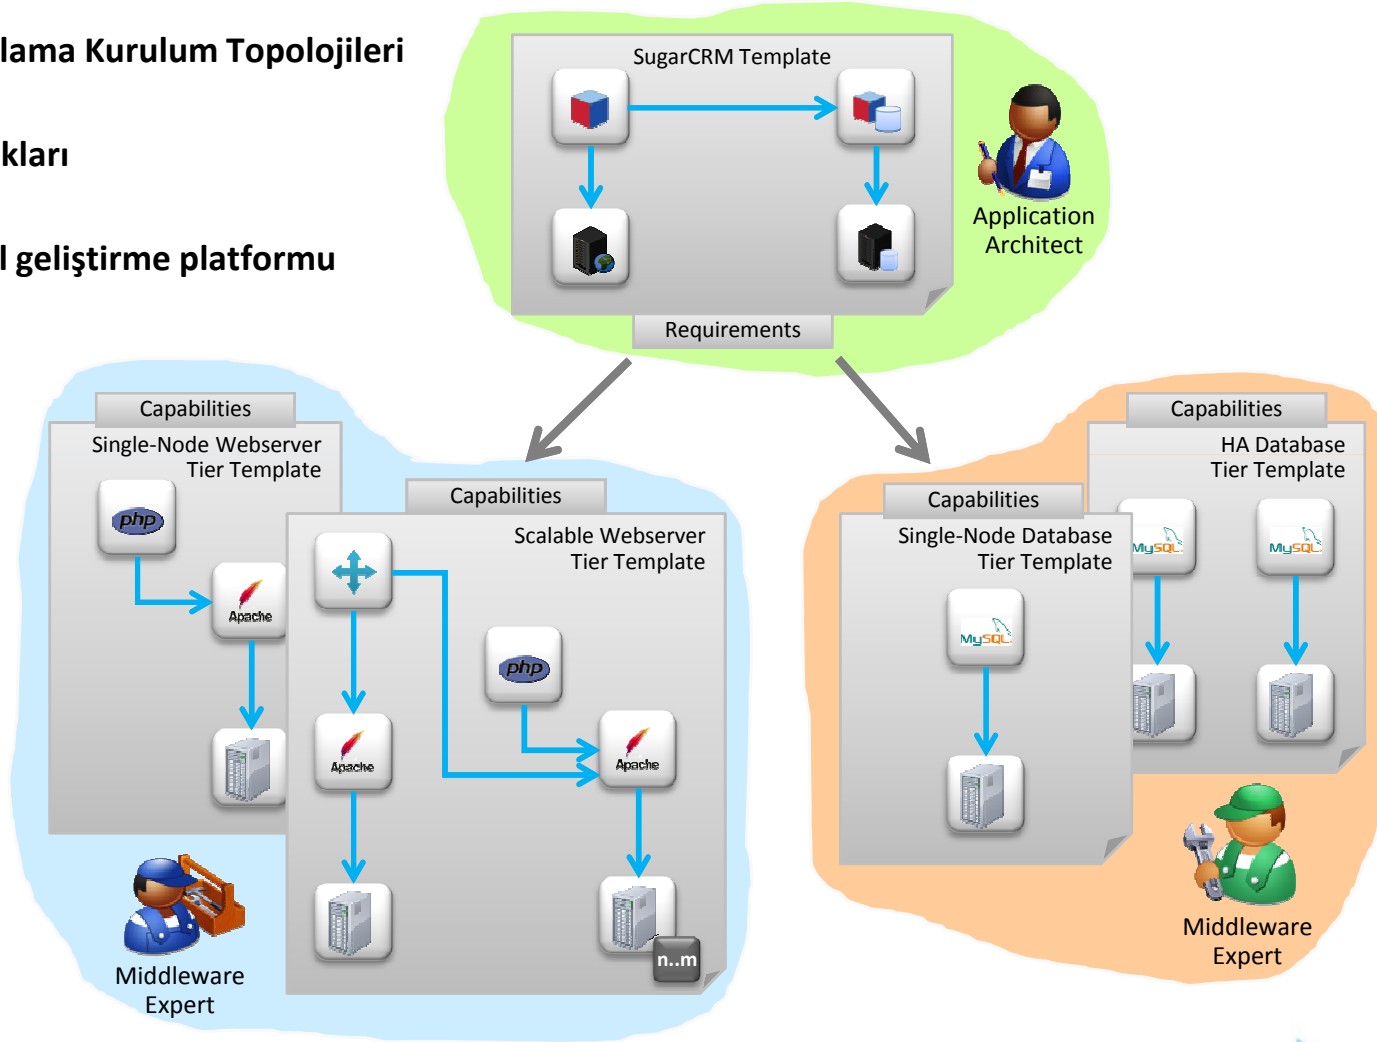 lama Kurulum Topolojileri
kları
l geliştirme platformu
SugarCRM Template
Application
Architect
Requirements
Capabilities
Single-Node Webserver
Tier Template
php
Apache
Capabilities
Scalable Webserver
Tier Template
php
Apache
Apache
n..m
Middleware
Expert
Capabilities
HA Database
Tier Template
MySQL
MySQL
Capabilities
Single-Node Database
Tier Template
MySQL
Middleware
Expert